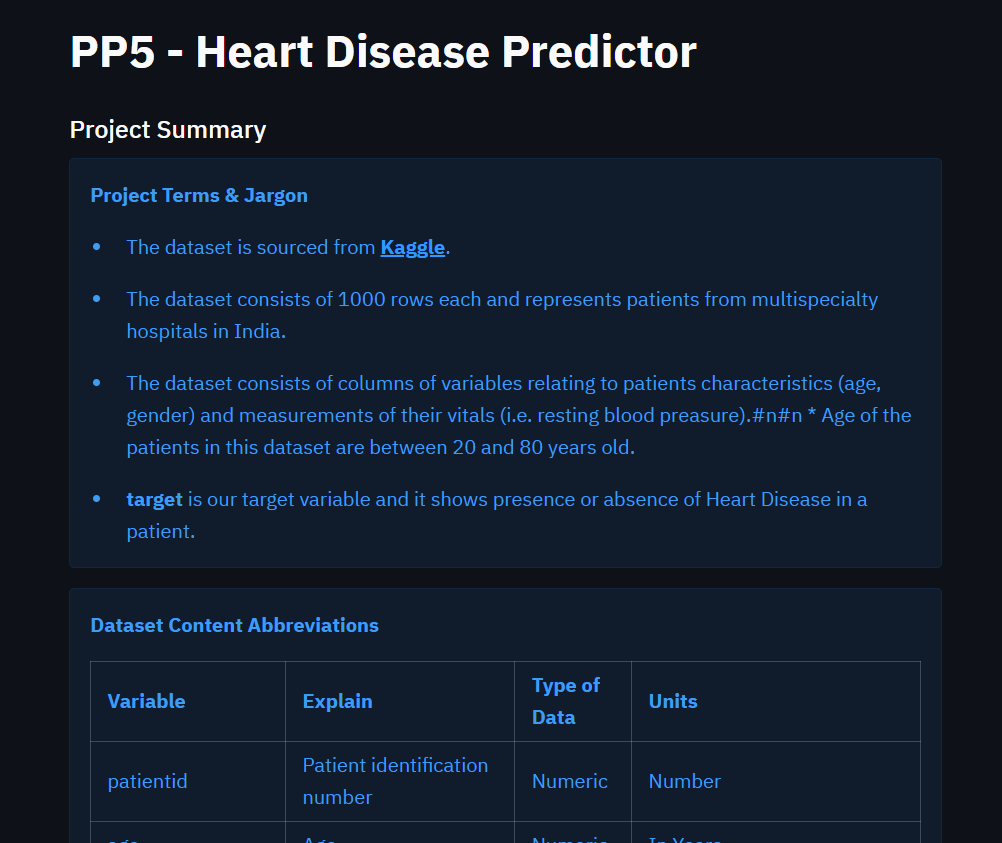 PP5 - Heart Disease Predictor
Project Summary
Project Terms & Jargon
• The dataset is sourced from Kaggle.
• The dataset consists of 1000 rows each and represents patients from multispecialty
hospitals in India.
• The dataset consists of columns of variables relating to patients characteristics (age,
gender) and measurements of their vitals (i.e. resting blood preasure).#n#n * Age of the
patients in this dataset are between 20 and 80 years old.
• target is our target variable and it shows presence or absence of Heart Disease in a
patient.
Dataset Content Abbreviations
Variable
Explain
Type of
Data
Units
patientid
Patient identification
number
Numeric
Number
age
Age
Numeric
In Years